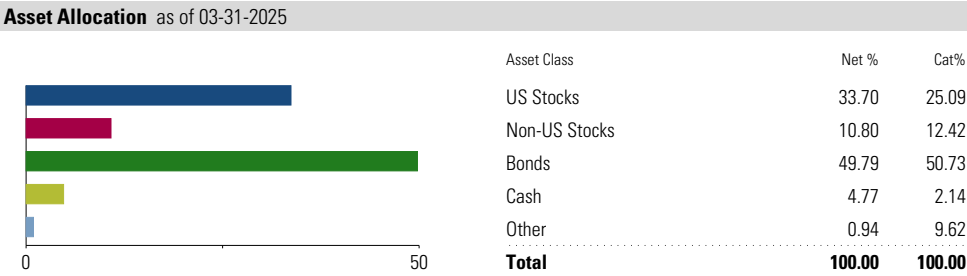 Asset Allocation as of 03-31-2025
Asset Class Net % Cat%
US Stocks 33.70 25.09
Non-US Stocks 10.80 12.42
Bonds 49.79 50.73
Cash 4.77 2.14
Other 0.94 9.62
Total 100.00 100.00
0 50